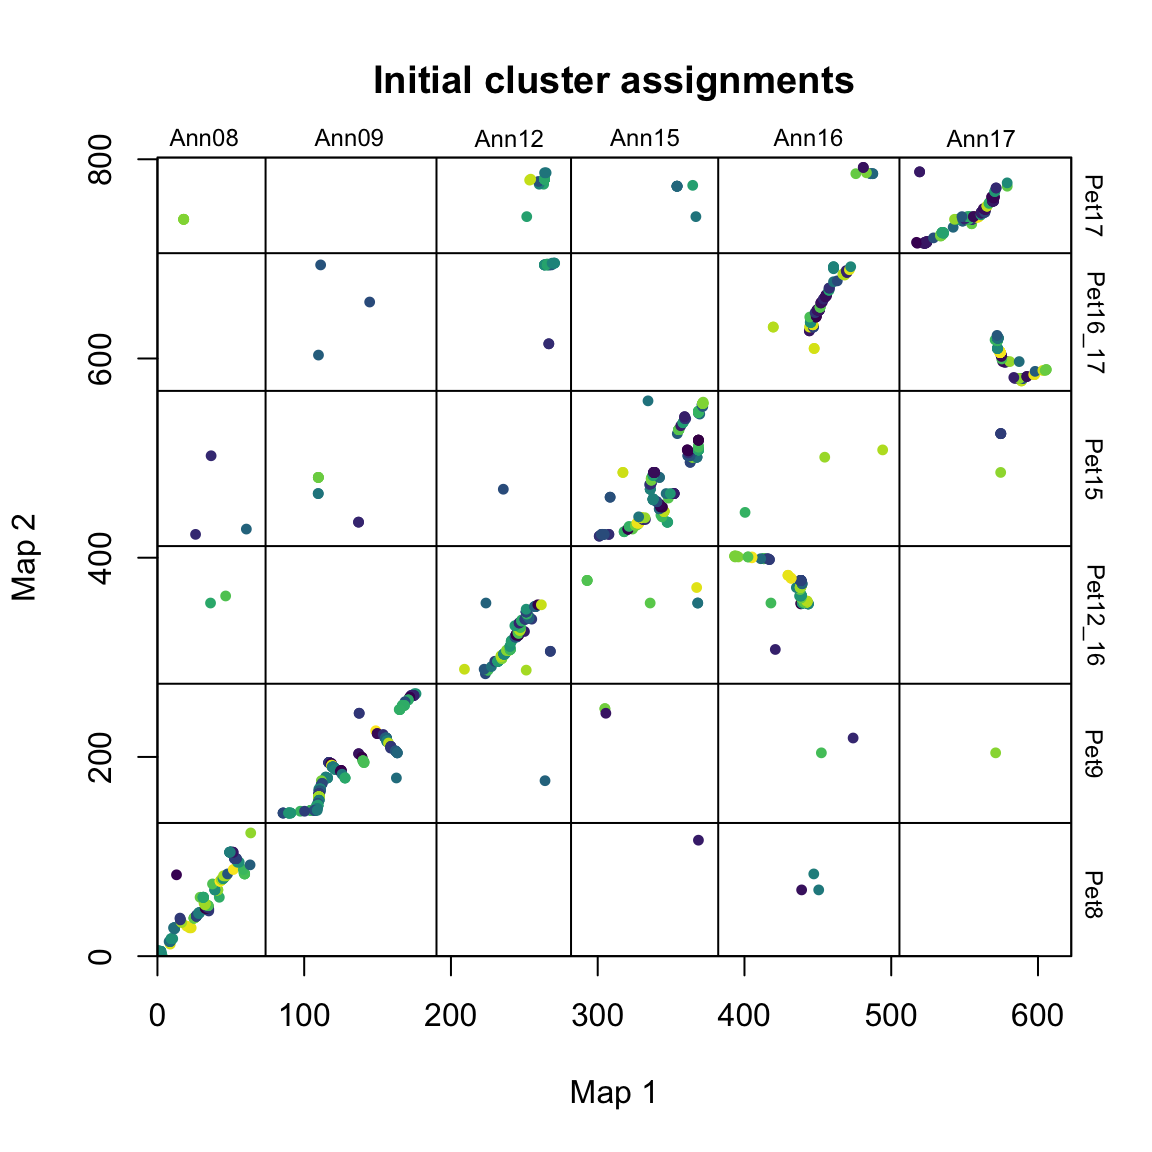 Initial cluster assignments
Ann08 Ann09 Ann12 Ann15 Ann16 Ann17
Pet17
Pet16_17
Pet15
Pet12_16
Pet9
Pet8
Map 2
800
600
400
200
0
0 100 200 300 400 500 600
Map 1